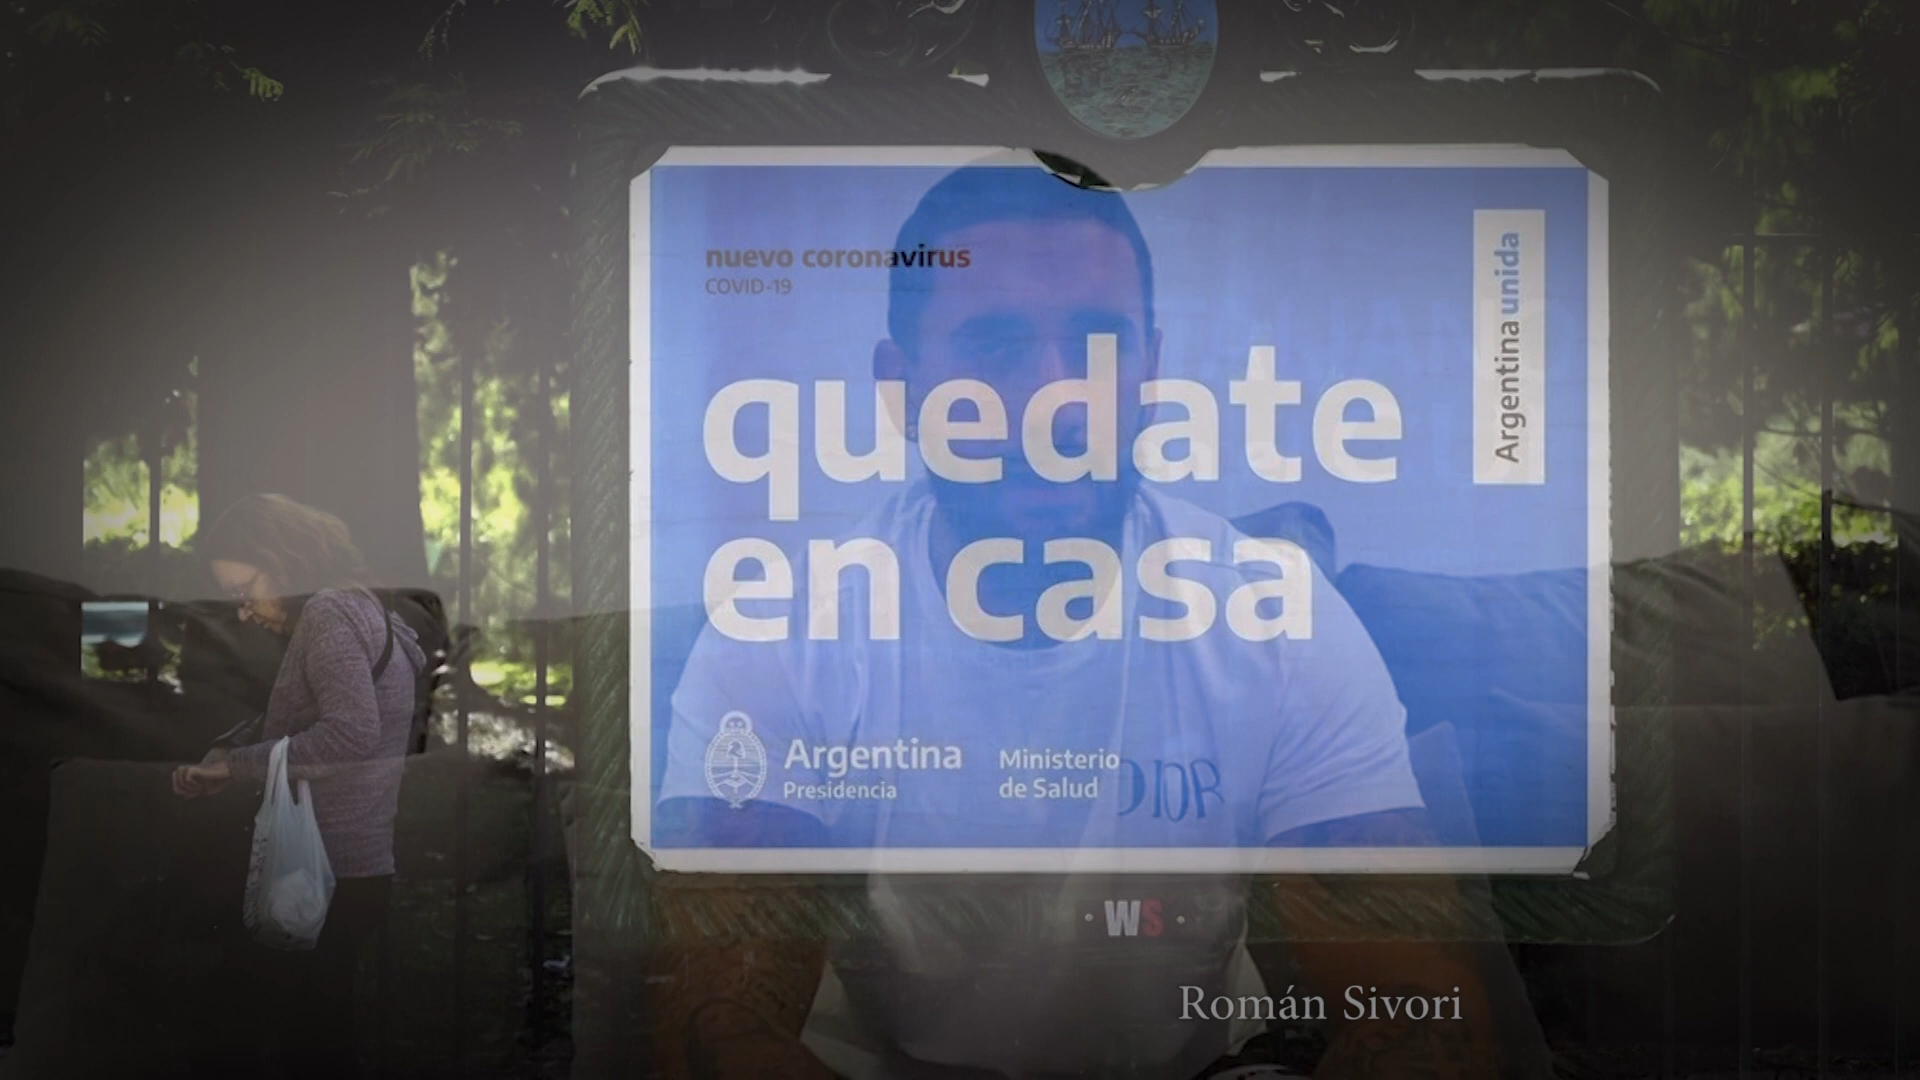 nuevo coronavirus
COVID-19
Argentina unida
quedate
en casa
Argentina
Presidencia
Ministerio
de Salud
DIOR
WS
Román Sivori